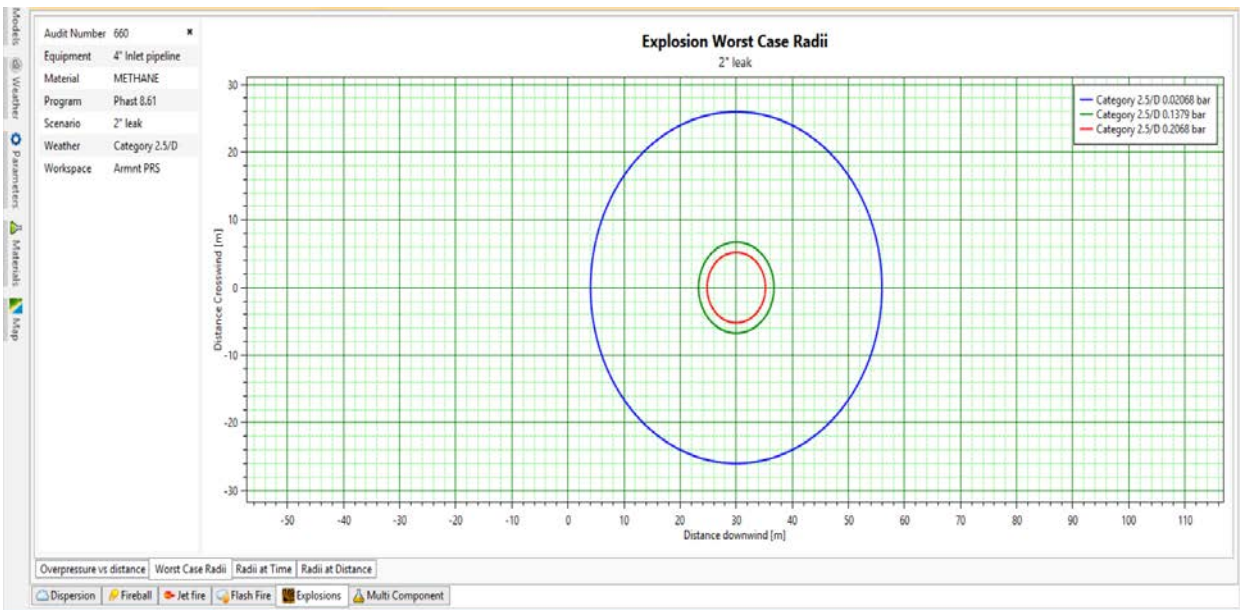 Models
Weather
Parameters
Materials
Map
Audit Number 660
Equipment 4" Inlet pipeline
Material METHANE
Program Phast 8.61
Scenario 2" leak
Weather Category 2.5/D
Workspace Armnt PRS
Explosion Worst Case Radii
2" leak
Category 2.5/D 0.02068 bar
Category 2.5/D 0.1379 bar
Category 2.5/D 0.2068 bar
Distance Crosswind [m]
30
20
10
0
-10
-20
-30
-50 -40 -30 -20 -10 0 10 20 30 40 50 60 70 80 90 100 110
Distance downwind [m]
Overpressure vs distance Worst Case Radii Radii at Time Radii at Distance
Dispersion Fireball Jet fire Flash Fire Explosions Multi Component